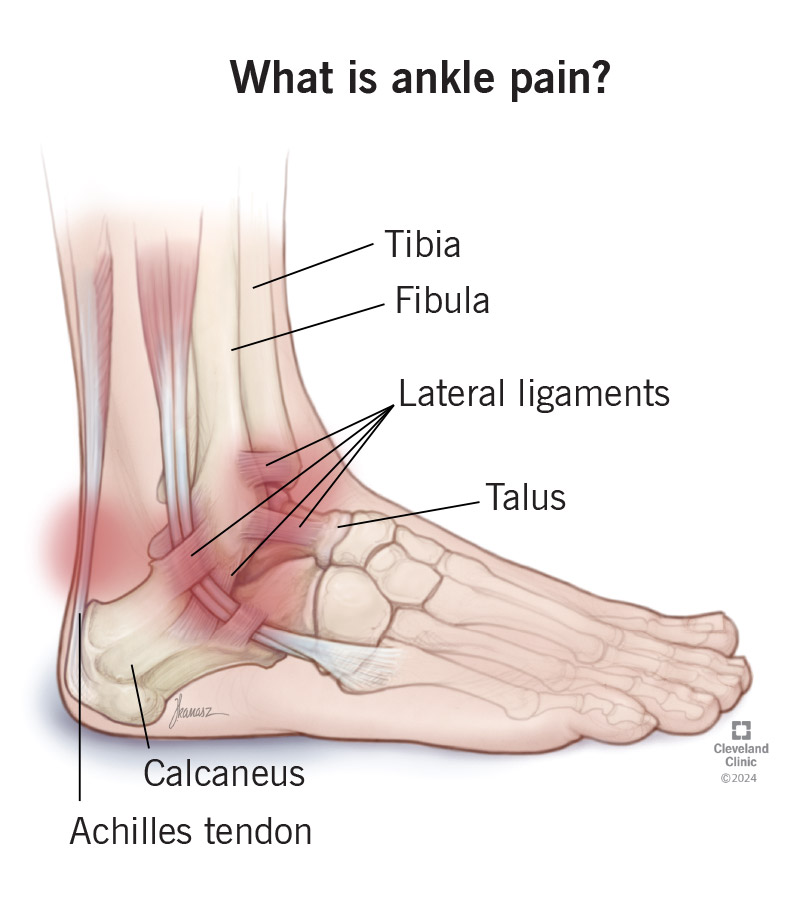 What is ankle pain?
Tibia
Fibula
Lateral ligaments
Talus
Calcaneus
Achilles tendon
Cleveland
Clinic
©2024